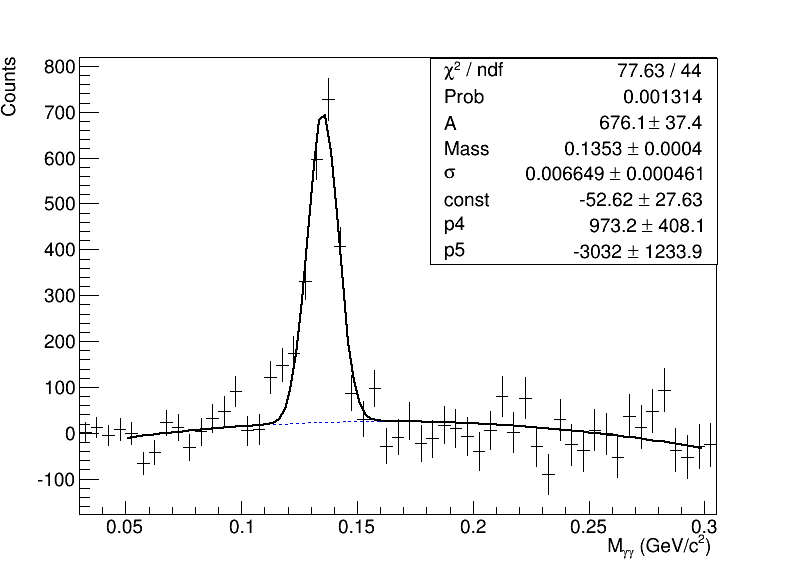 Counts
800
700
600
500
400
300
200
100
0
-100
χ² / ndf 77.63 / 44
Prob 0.001314
A 676.1 ± 37.4
Mass 0.1353 ± 0.0004
σ 0.006649 ± 0.000461
const -52.62 ± 27.63
p4 973.2 ± 408.1
p5 -3032 ± 1233.9
0.05 0.1 0.15 0.2 0.25 0.3
M_γγ (GeV/c²)